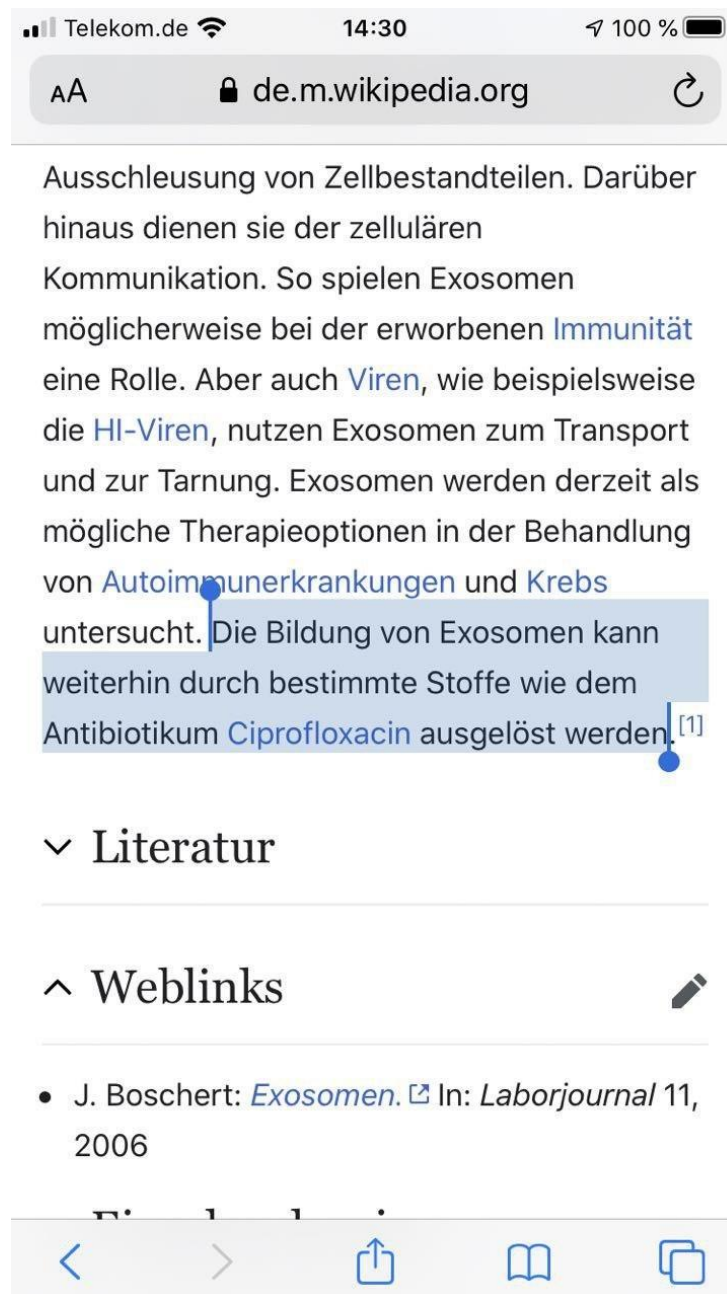 Telekom.de 14:30 100 %
AA de.m.wikipedia.org
Ausschleusung von Zellbestandteilen. Darüber
hinaus dienen sie der zellulären
Kommunikation. So spielen Exosomen
möglicherweise bei der erworbenen Immunität
eine Rolle. Aber auch Viren, wie beispielsweise
die HI-Viren, nutzen Exosomen zum Transport
und zur Tarnung. Exosomen werden derzeit als
mögliche Therapieoptionen in der Behandlung
von Autoimmunerkrankungen und Krebs
untersucht. Die Bildung von Exosomen kann
weiterhin durch bestimmte Stoffe wie dem
Antibiotikum Ciprofloxacin ausgelöst werden.[1]
Literatur
Weblinks
• J. Boschert: Exosomen. In: Laborjournal 11,
2006